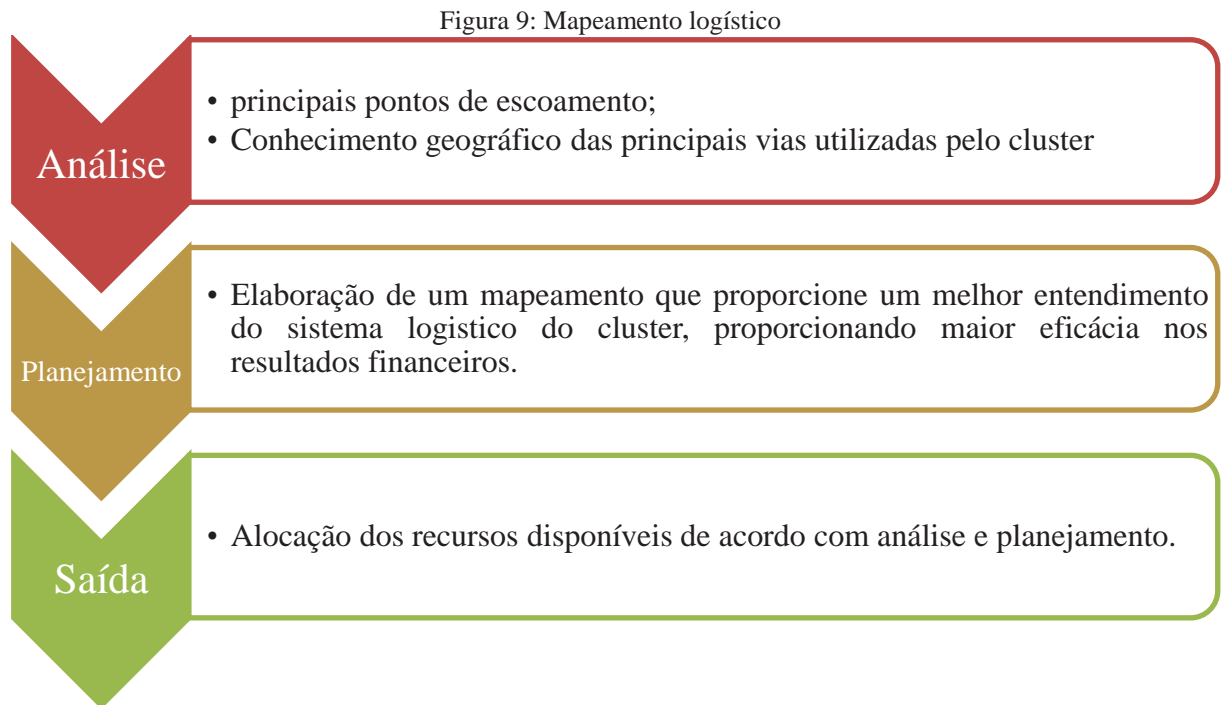 Figura 9: Mapeamento logístico
Análise
• principais pontos de escoamento;
• Conhecimento geográfico das principais vias utilizadas pelo cluster
Planejamento
• Elaboração de um mapeamento que proporcione um melhor entendimento
do sistema logistico do cluster, proporcionando maior eficácia nos
resultados financeiros.
Saída
• Alocação dos recursos disponíveis de acordo com análise e planejamento.